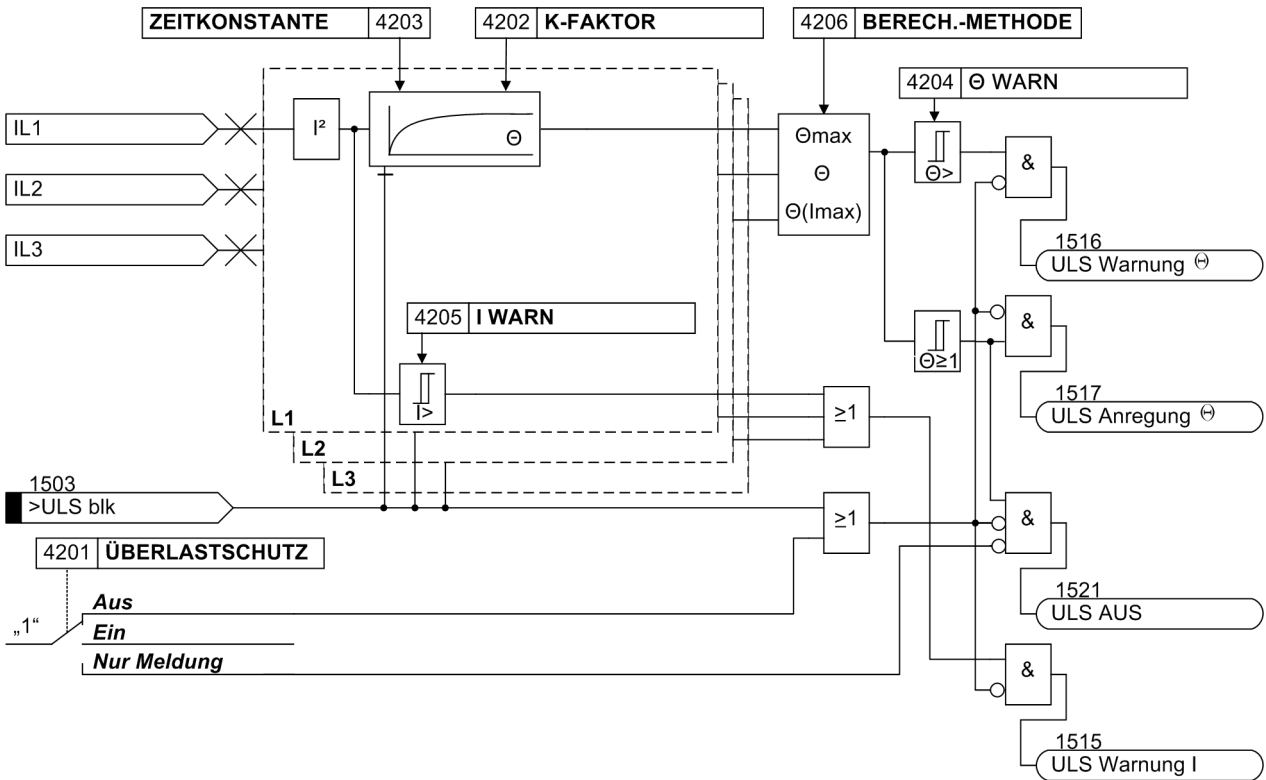 ZEITKONSTANTE 4203
4202 K-FAKTOR
4206 BERECH.-METHODE
4204 Θ WARN
IL1
I²
Θ
Θmax
Θ
Θ(Imax)
Θ>
&
IL2
IL3
1516
ULS Warnung Θ
4205 I WARN
&
Θ≥1
I>
1517
ULS Anregung Θ
≥1
L1
L2
L3
1503
>ULS blk
≥1
&
4201 ÜBERLASTSCHUTZ
1521
ULS AUS
Aus
„1“
Ein
Nur Meldung
&
1515
ULS Warnung I